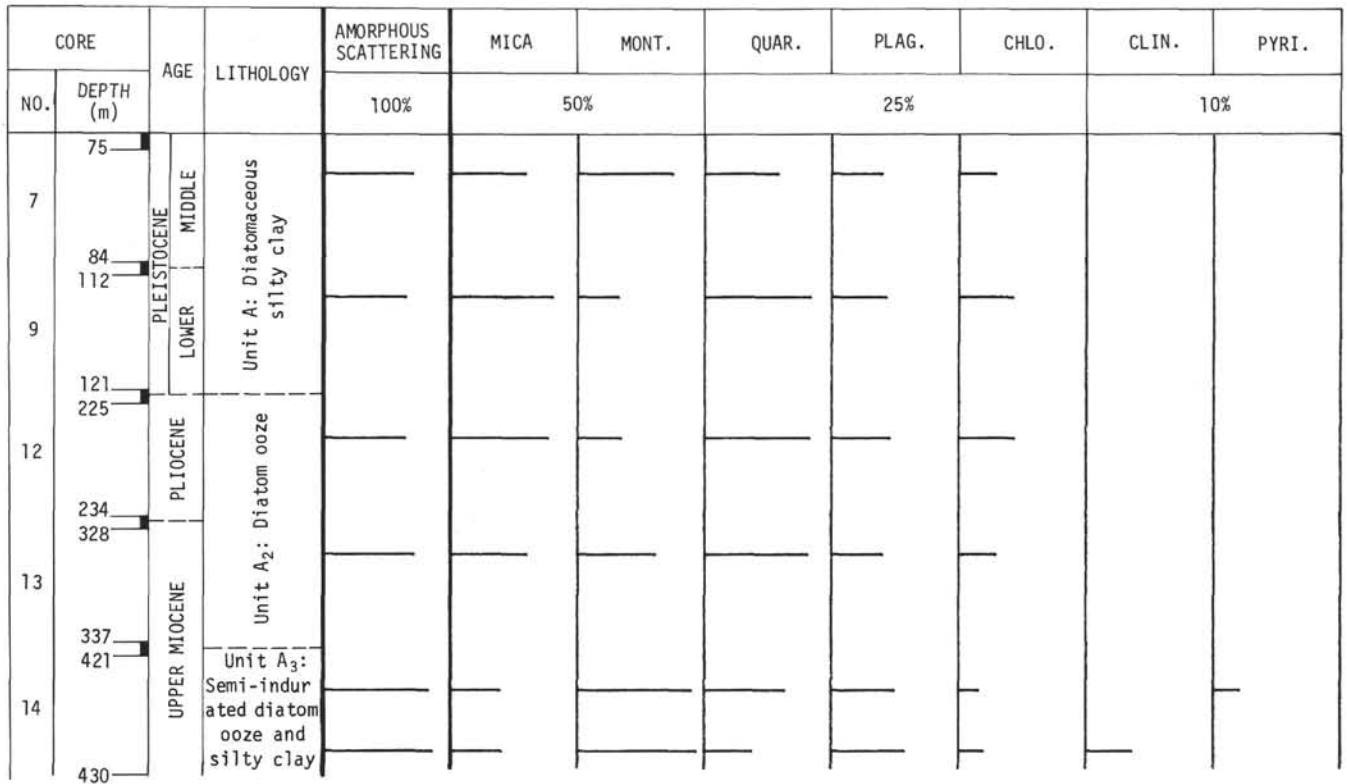 CORE
AGE
LITHOLOGY
AMORPHOUS
SCATTERING
MICA
MONT.
QUAR.
PLAG.
CHLO.
CLIN.
PYRI.
NO.
DEPTH
(m)
100%
50%
25%
10%
75
7
84
112
9
121
225
12
234
328
13
337
421
14
430
PLEISTOCENE
MIDDLE
LOWER
PLIOCENE
UPPER MIOCENE
Unit A: Diatomaceous
silty clay
Unit A₂: Diatom ooze
Unit A₃:
Semi-indur
ated diatom
ooze and
silty clay